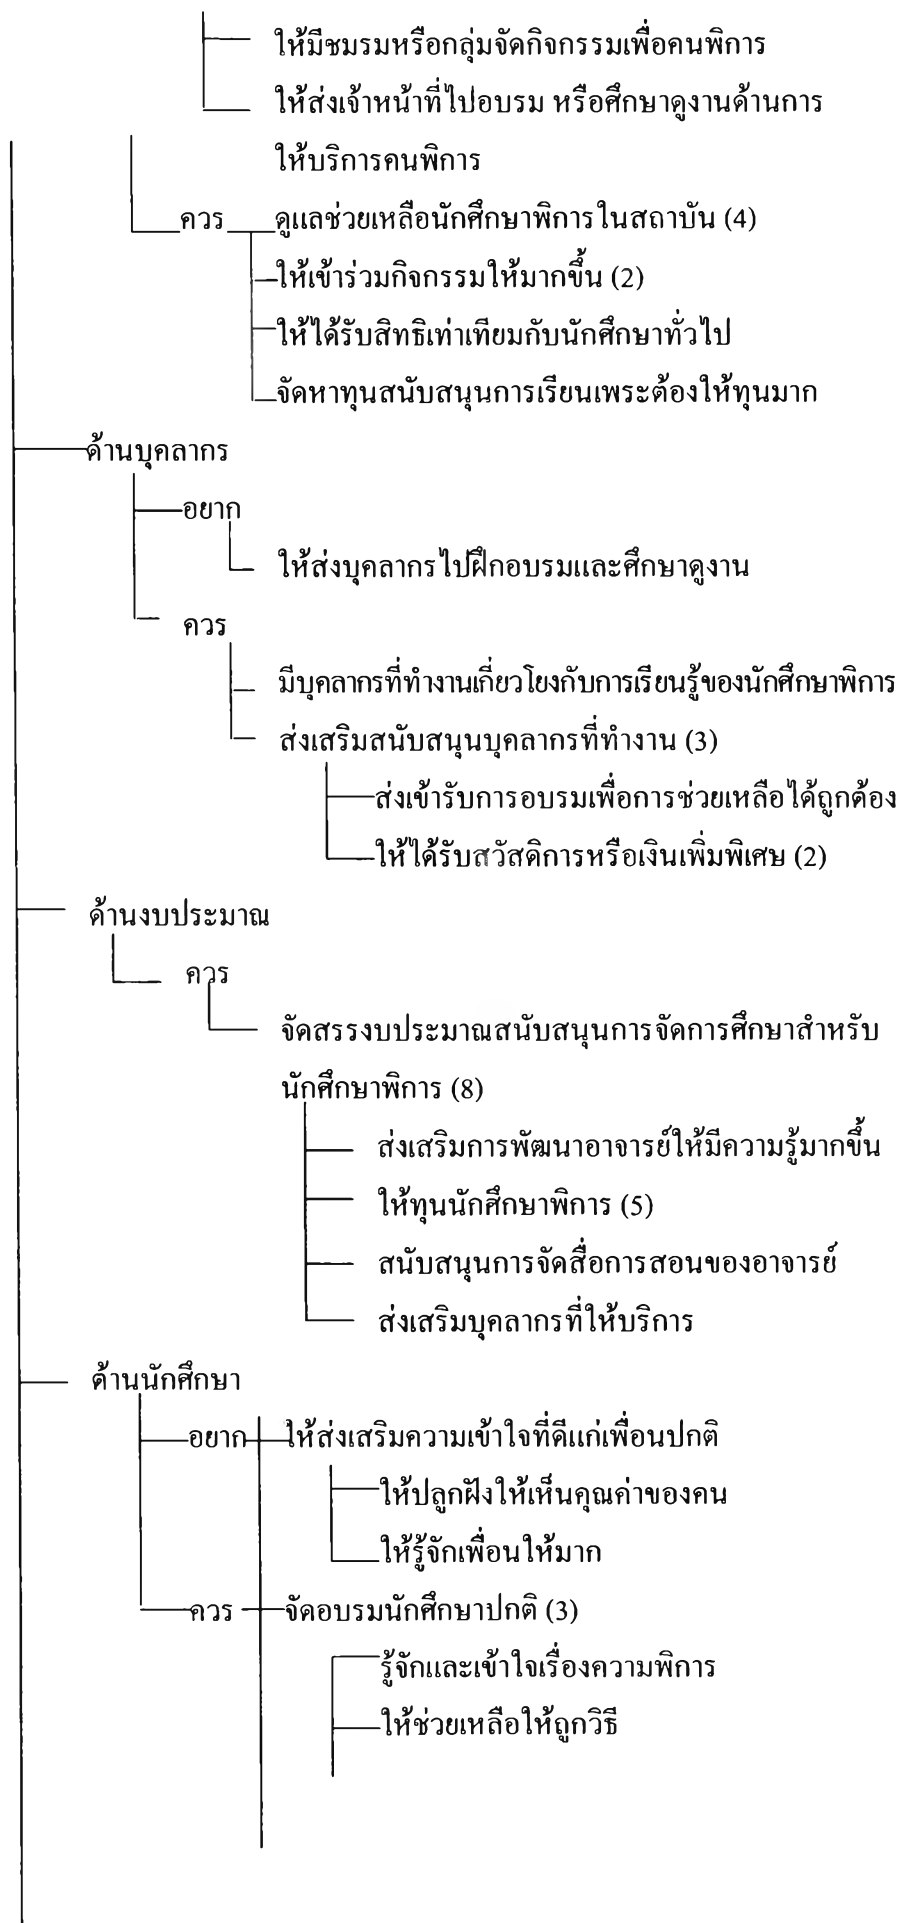 ให้มีชมรมหรือกลุ่มจัดกิจกรรมเพื่อคนพิการ
ให้ส่งเจ้าหน้าที่ไปอบรม หรือศึกษาดูงานด้านการ
ให้บริการคนพิการ
ควร ดูแลช่วยเหลือนักศึกษาพิการในสถาบัน (4)
ให้เข้าร่วมกิจกรรมให้มากขึ้น (2)
ให้ได้รับสิทธิเท่าเทียมกับนักศึกษาทั่วไป
จัดหาทุนสนับสนุนการเรียนเพระต้องให้ทุนมาก
ด้านบุคลากร
อยาก
ให้ส่งบุคลากรไปฝึกอบรมและศึกษาดูงาน
ควร
มีบุคลากรที่ทำงานเกี่ยวโยงกับการเรียนรู้ของนักศึกษาพิการ
ส่งเสริมสนับสนุนบุคลากรที่ทำงาน (3)
ส่งเข้ารับการอบรมเพื่อการช่วยเหลือได้ถูกต้อง
ให้ได้รับสวัสดิการหรือเงินเพิ่มพิเศษ (2)
ด้านงบประมาณ
ควร
จัดสรรงบประมาณสนับสนุนการจัดการศึกษาสำหรับ
นักศึกษาพิการ (8)
ส่งเสริมการพัฒนาอาจารย์ให้มีความรู้มากขึ้น
ให้ทุนนักศึกษาพิการ (5)
สนับสนุนการจัดสื่อการสอนของอาจารย์
ส่งเสริมบุคลากรที่ให้บริการ
ด้านนักศึกษา
อยาก ให้ส่งเสริมความเข้าใจที่ดีแก่เพื่อนปกติ
ให้ปลูกฝังให้เห็นคุณค่าของคน
ให้รู้จักเพื่อนให้มาก
ควร จัดอบรมนักศึกษาปกติ (3)
รู้จักและเข้าใจเรื่องความพิการ
ให้ช่วยเหลือให้ถูกวิธี